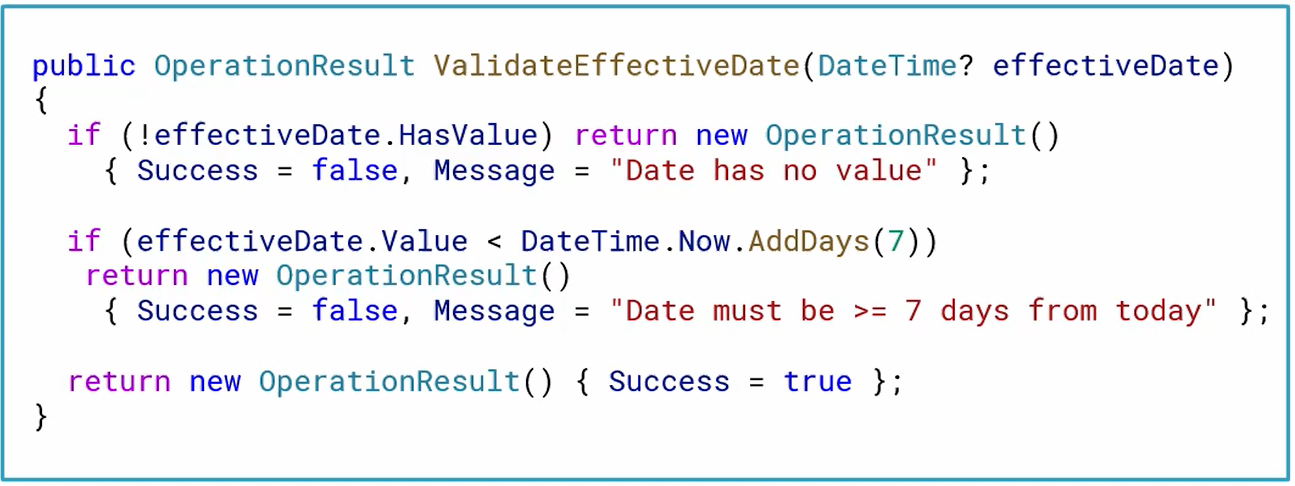 public OperationResult ValidateEffectiveDate(DateTime? effectiveDate)
{
  if (!effectiveDate.HasValue) return new OperationResult()
    { Success = false, Message = "Date has no value" };
  if (effectiveDate.Value < DateTime.Now.AddDays(7))
   return new OperationResult()
    { Success = false, Message = "Date must be >= 7 days from today" };
  return new OperationResult() { Success = true };
}